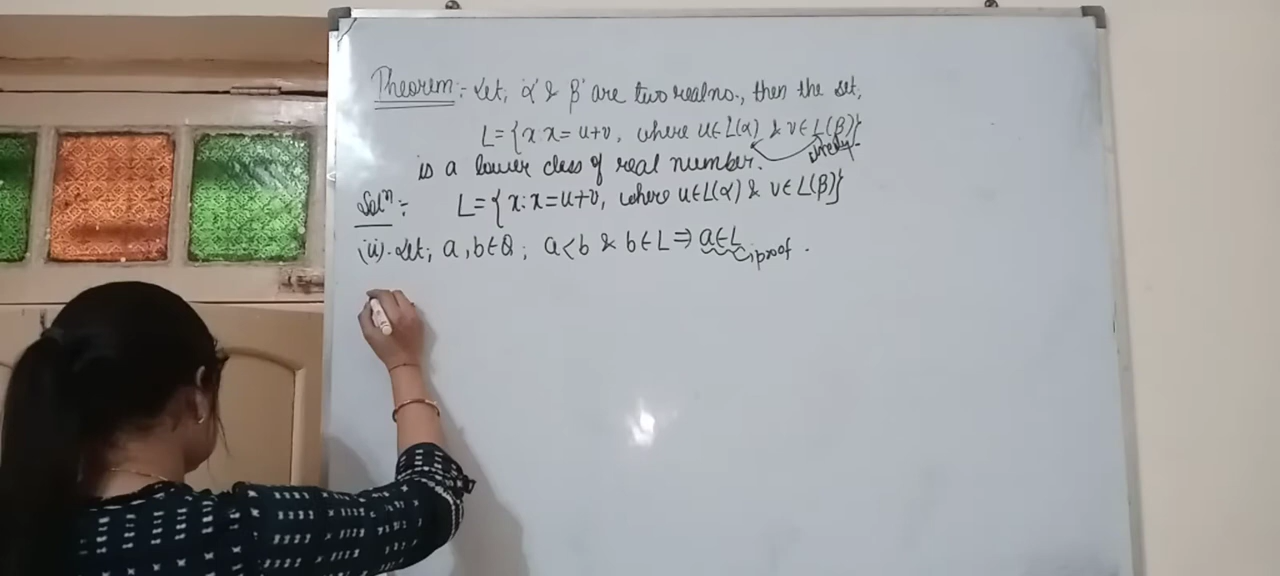 Theorem:- Let, 'α' & 'β' are two real no., then the set,
L = {x: x = u+v, where u∈L(α) & v∈L(β)}
is a lower class of real number.
Solⁿ:- L = {x: x = u+v, where u∈L(α) & v∈L(β)}
(ii). Let; a, b∈Q; a<b & b∈L ⇒ a∈L proof.